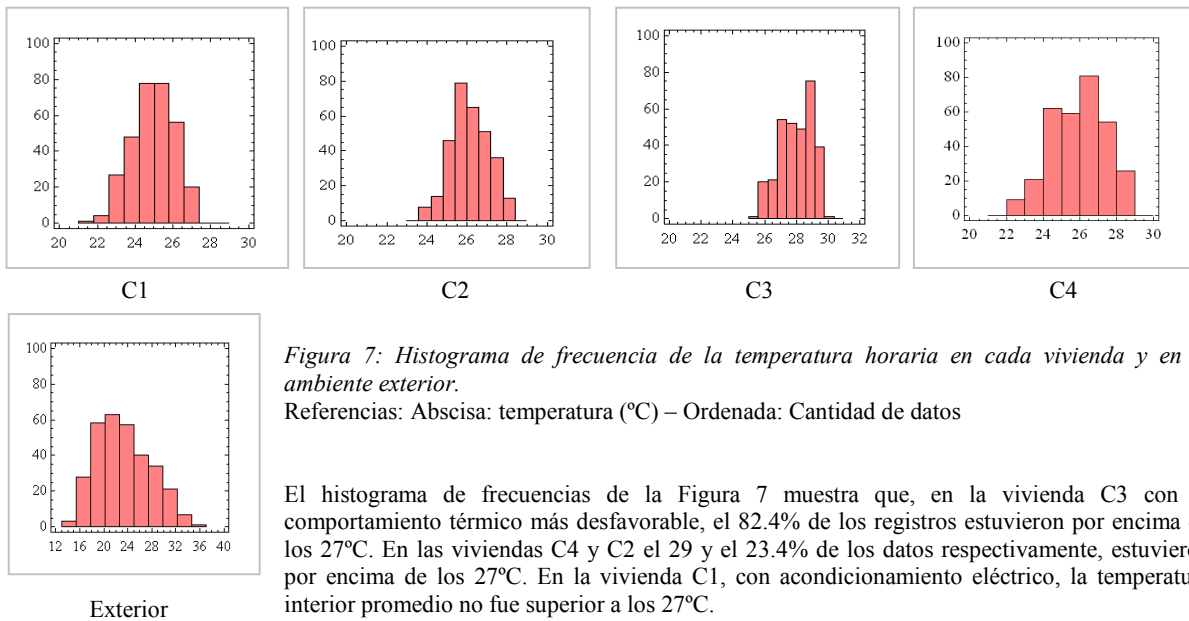 100
80
60
40
20
0
20 22 24 26 28 30
C1
100
80
60
40
20
0
20 22 24 26 28 30
C2
100
80
60
40
20
0
20 22 24 26 28 30 32
C3
100
80
60
40
20
0
20 22 24 26 28 30
C4
100
80
60
40
20
0
12 16 20 24 28 32 36 40
Exterior
Figura 7: Histograma de frecuencia de la temperatura horaria en cada vivienda y en
ambiente exterior.
Referencias: Abscisa: temperatura (ºC) – Ordenada: Cantidad de datos
El histograma de frecuencias de la Figura 7 muestra que, en la vivienda C3 con
comportamiento térmico más desfavorable, el 82.4% de los registros estuvieron por encima
los 27ºC. En las viviendas C4 y C2 el 29 y el 23.4% de los datos respectivamente, estuvier
por encima de los 27ºC. En la vivienda C1, con acondicionamiento eléctrico, la temperatu
interior promedio no fue superior a los 27ºC.